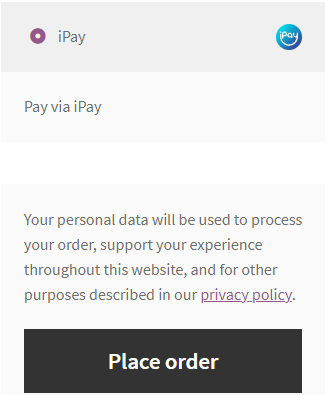 iPay
iPay
Pay via iPay
Your personal data will be used to process
your order, support your experience
throughout this website, and for other
purposes described in our privacy policy.
Place order